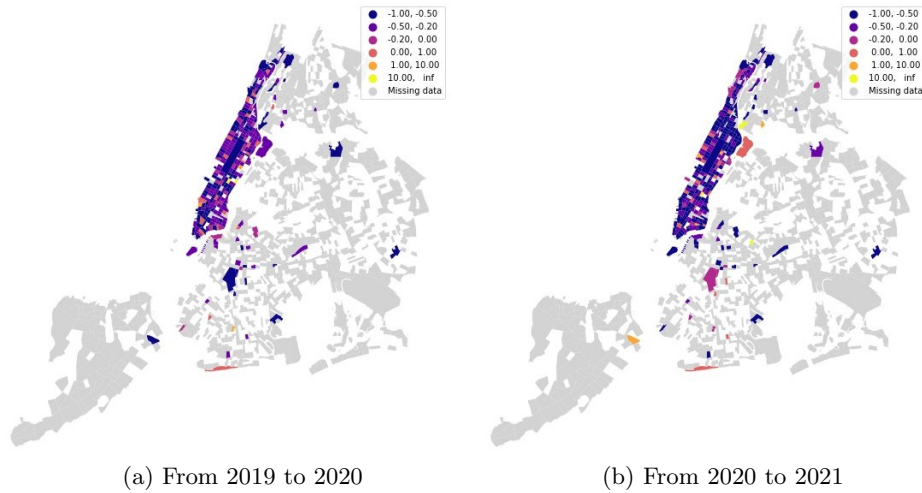 -1.00, -0.50
-0.50, -0.20
-0.20, 0.00
0.00, 1.00
1.00, 10.00
10.00, inf
Missing data
-1.00, -0.50
-0.50, -0.20
-0.20, 0.00
0.00, 1.00
1.00, 10.00
10.00, inf
Missing data
(a) From 2019 to 2020
(b) From 2020 to 2021